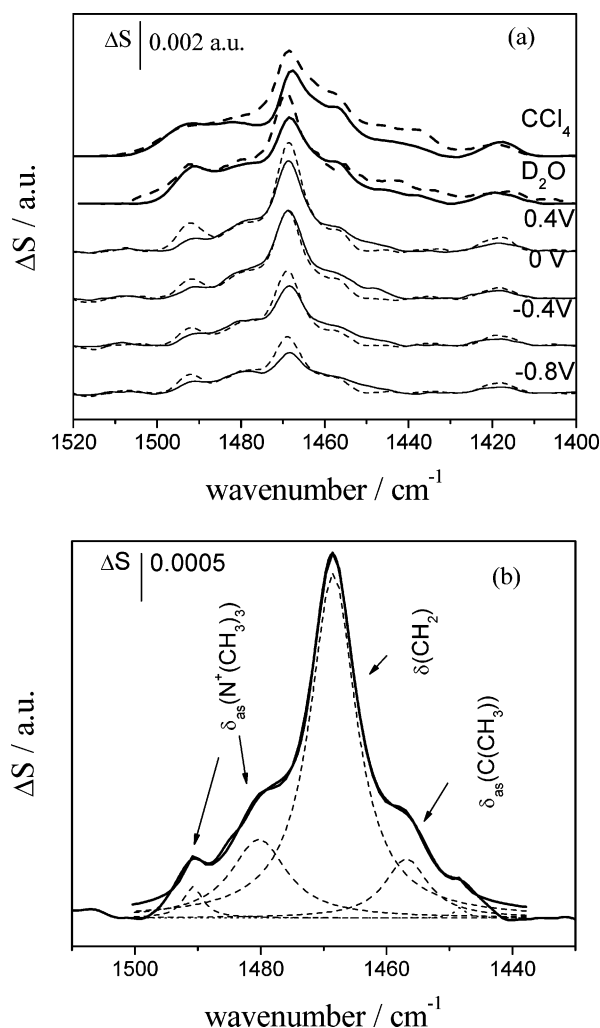 ΔS | 0.002 a.u.
(a)
CCl₄
D₂O
0.4V
0 V
-0.4V
-0.8V
ΔS / a.u.
1520 1500 1480 1460 1440 1420 1400
wavenumber / cm⁻¹
ΔS | 0.0005
(b)
δas(N⁺(CH₃)₃)
δ(CH₂)
δas(C(CH₃))
ΔS / a.u.
1500 1480 1460 1440
wavenumber / cm⁻¹